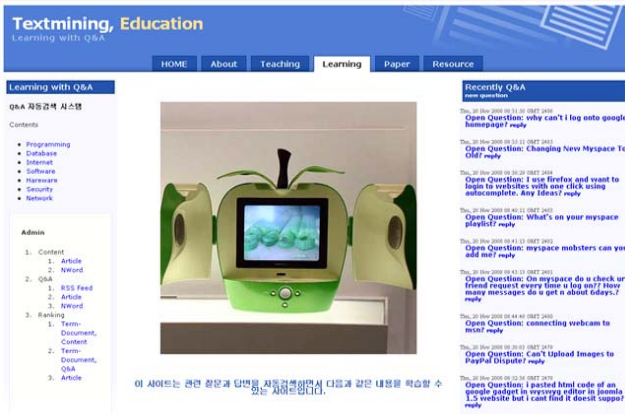 Textmining, Education
Learning with Q&A
HOME About Teaching Learning Paper Resource
Learning with Q&A
Q&A 자동검색 시스템
Contents
Programming
Database
Internet
Software
Hareware
Security
Network
Admin
1. Content
1. Article
2. NWord
2. Q&A
1. RSS Feed
2. Article
3. NWord
3. Ranking
1. Term-
Document,
Content
2. Term-
Document,
Q&A
3. Article
이 사이트는 관련 질문과 답변을 자동검색하면서 다음과 같은 내용을 학습할 수
있는 사이트입니다.
Recently Q&A
new question
Open Question: why can't i log onto google
homepage? reply
Open Question: Changing New Myspace To
Old? reply
Open Question: I use firefox and want to
login to websites with one click using
autocomplete. Any Ideas? reply
Open Question: What's on your myspace
playlist? reply
Open Question: myspace mobsters can you
add me? reply
Open Question: On myspace do u check ur
friend request every time u log on?? How
many messages do u get n about 6days.?
reply
Open Question: connecting webcam to
msn? reply
Open Question: Can't Upload Images to
PayPal Dispute? reply
Open Question: i pasted html code of an
google gadget in wyswyg editor in joomla
1.5 website but i cant find it doesit suppo?
reply